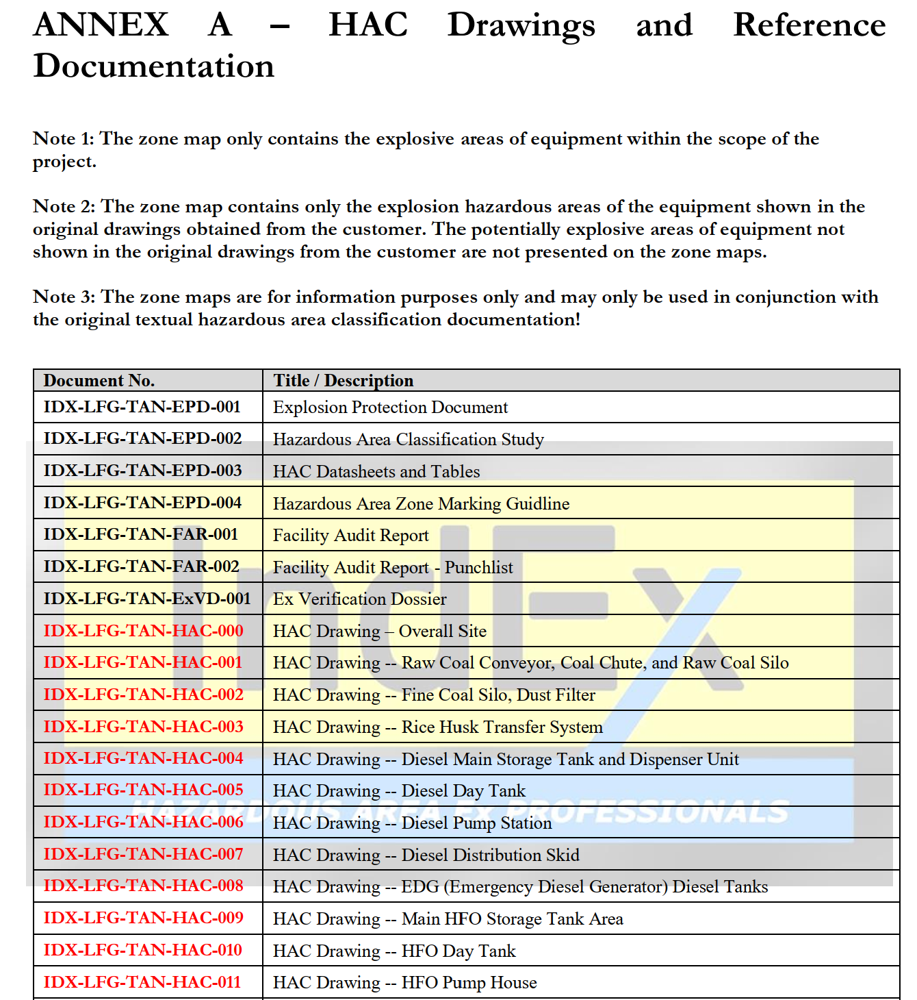 ANNEX A – HAC Drawings and Reference
Documentation
Note 1: The zone map only contains the explosive areas of equipment within the scope of the
project.
Note 2: The zone map contains only the explosion hazardous areas of the equipment shown in the
original drawings obtained from the customer. The potentially explosive areas of equipment not
shown in the original drawings from the customer are not presented on the zone maps.
Note 3: The zone maps are for information purposes only and may only be used in conjunction with
the original textual hazardous area classification documentation!
Document No. Title / Description
IDX-LFG-TAN-EPD-001 Explosion Protection Document
IDX-LFG-TAN-EPD-002 Hazardous Area Classification Study
IDX-LFG-TAN-EPD-003 HAC Datasheets and Tables
IDX-LFG-TAN-EPD-004 Hazardous Area Zone Marking Guidline
IDX-LFG-TAN-FAR-001 Facility Audit Report
IDX-LFG-TAN-FAR-002 Facility Audit Report - Punchlist
IDX-LFG-TAN-ExVD-001 Ex Verification Dossier
IDX-LFG-TAN-HAC-000 HAC Drawing – Overall Site
IDX-LFG-TAN-HAC-001 HAC Drawing -- Raw Coal Conveyor, Coal Chute, and Raw Coal Silo
IDX-LFG-TAN-HAC-002 HAC Drawing -- Fine Coal Silo, Dust Filter
IDX-LFG-TAN-HAC-003 HAC Drawing -- Rice Husk Transfer System
IDX-LFG-TAN-HAC-004 HAC Drawing -- Diesel Main Storage Tank and Dispenser Unit
IDX-LFG-TAN-HAC-005 HAC Drawing -- Diesel Day Tank
IDX-LFG-TAN-HAC-006 HAC Drawing -- Diesel Pump Station
IDX-LFG-TAN-HAC-007 HAC Drawing -- Diesel Distribution Skid
IDX-LFG-TAN-HAC-008 HAC Drawing -- EDG (Emergency Diesel Generator) Diesel Tanks
IDX-LFG-TAN-HAC-009 HAC Drawing -- Main HFO Storage Tank Area
IDX-LFG-TAN-HAC-010 HAC Drawing -- HFO Day Tank
IDX-LFG-TAN-HAC-011 HAC Drawing -- HFO Pump House
IndEx
HAZARDOUS AREA Ex PROFESSIONALS